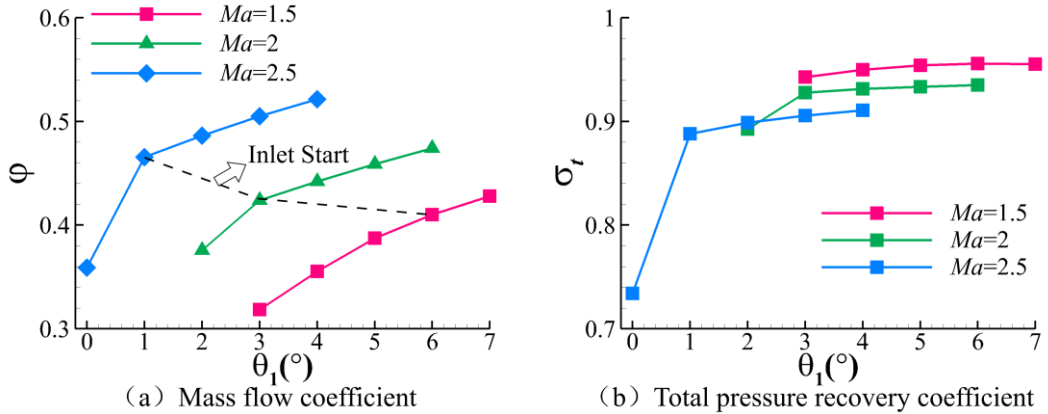 0.6
0.5
0.4
0.3
φ
Ma=1.5
Ma=2
Ma=2.5
Inlet Start
0 1 2 3 4 5 6 7
θ₁(°)
（a）Mass flow coefficient
1
0.9
0.8
0.7
σₜ
Ma=1.5
Ma=2
Ma=2.5
0 1 2 3 4 5 6 7
θ₁(°)
（b）Total pressure recovery coefficient